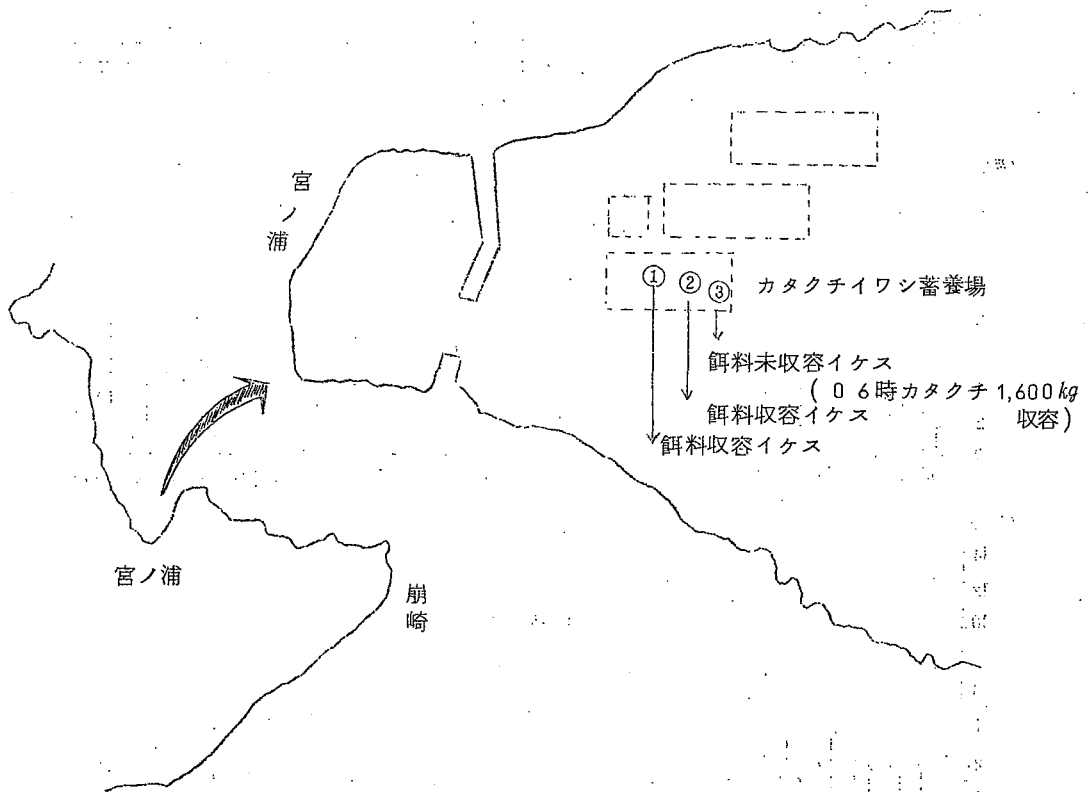 宮ノ浦
① ② ③ カタクチイワシ蓄養場
餌料未収容イケス
(06時カタクチ1,600kg
餌料収容イケス 収容)
餌料収容イケス
宮ノ浦
崩崎